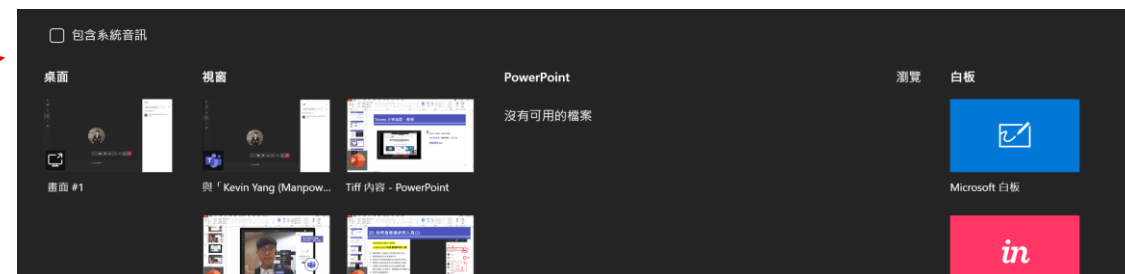 包含系統音訊
桌面
視窗
PowerPoint
瀏覽
白板
沒有可用的檔案
畫面 #1
與「Kevin Yang (Manpow...
Tiff 內容 - PowerPoint
Microsoft 白板
in